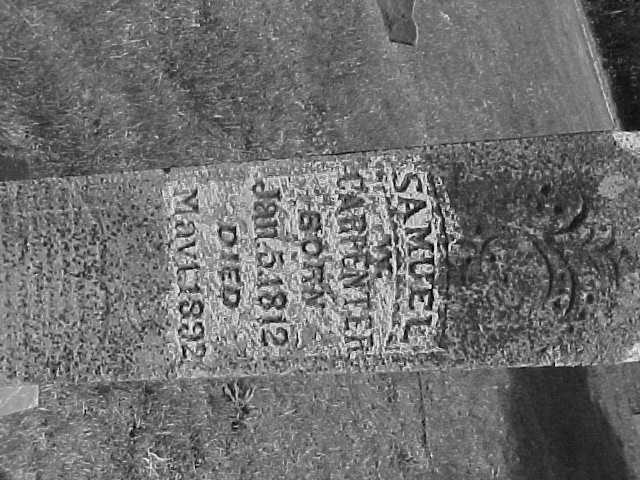 SAMUEL
W.
CARPENTER
BORN
Jan. 5, 1812
DIED
May 1, 1892